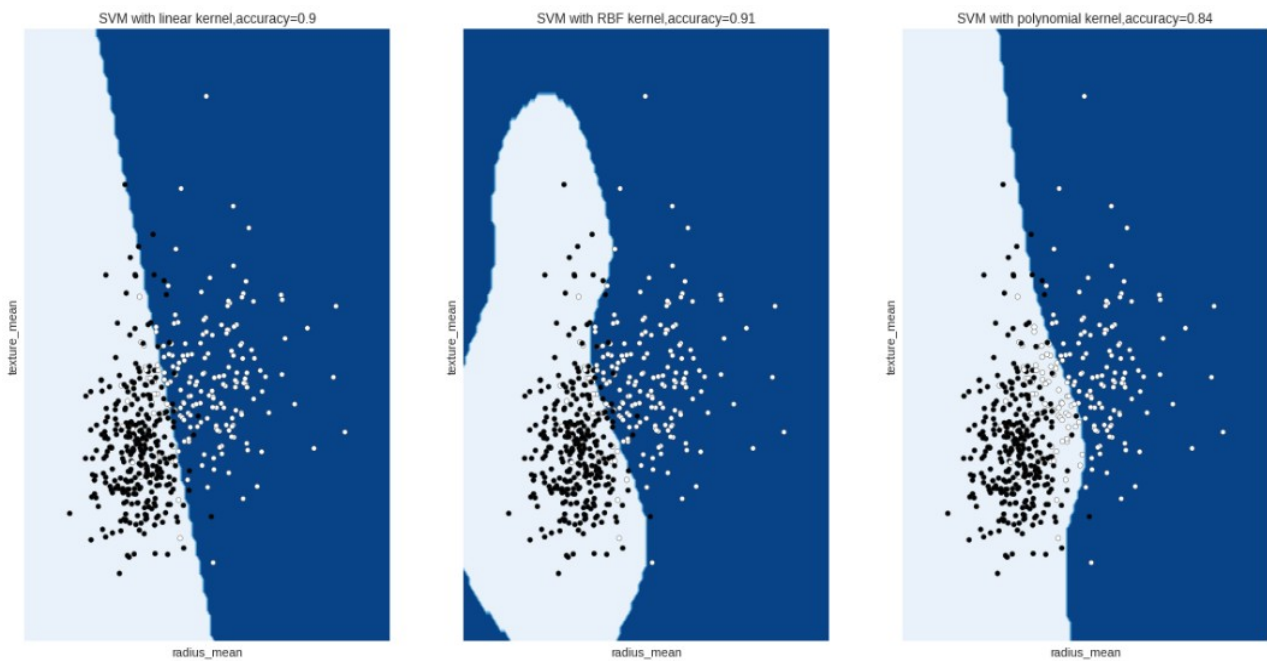 SVM with linear kernel,accuracy=0.9
texture_mean
radius_mean
SVM with RBF kernel,accuracy=0.91
texture_mean
radius_mean
SVM with polynomial kernel,accuracy=0.84
texture_mean
radius_mean